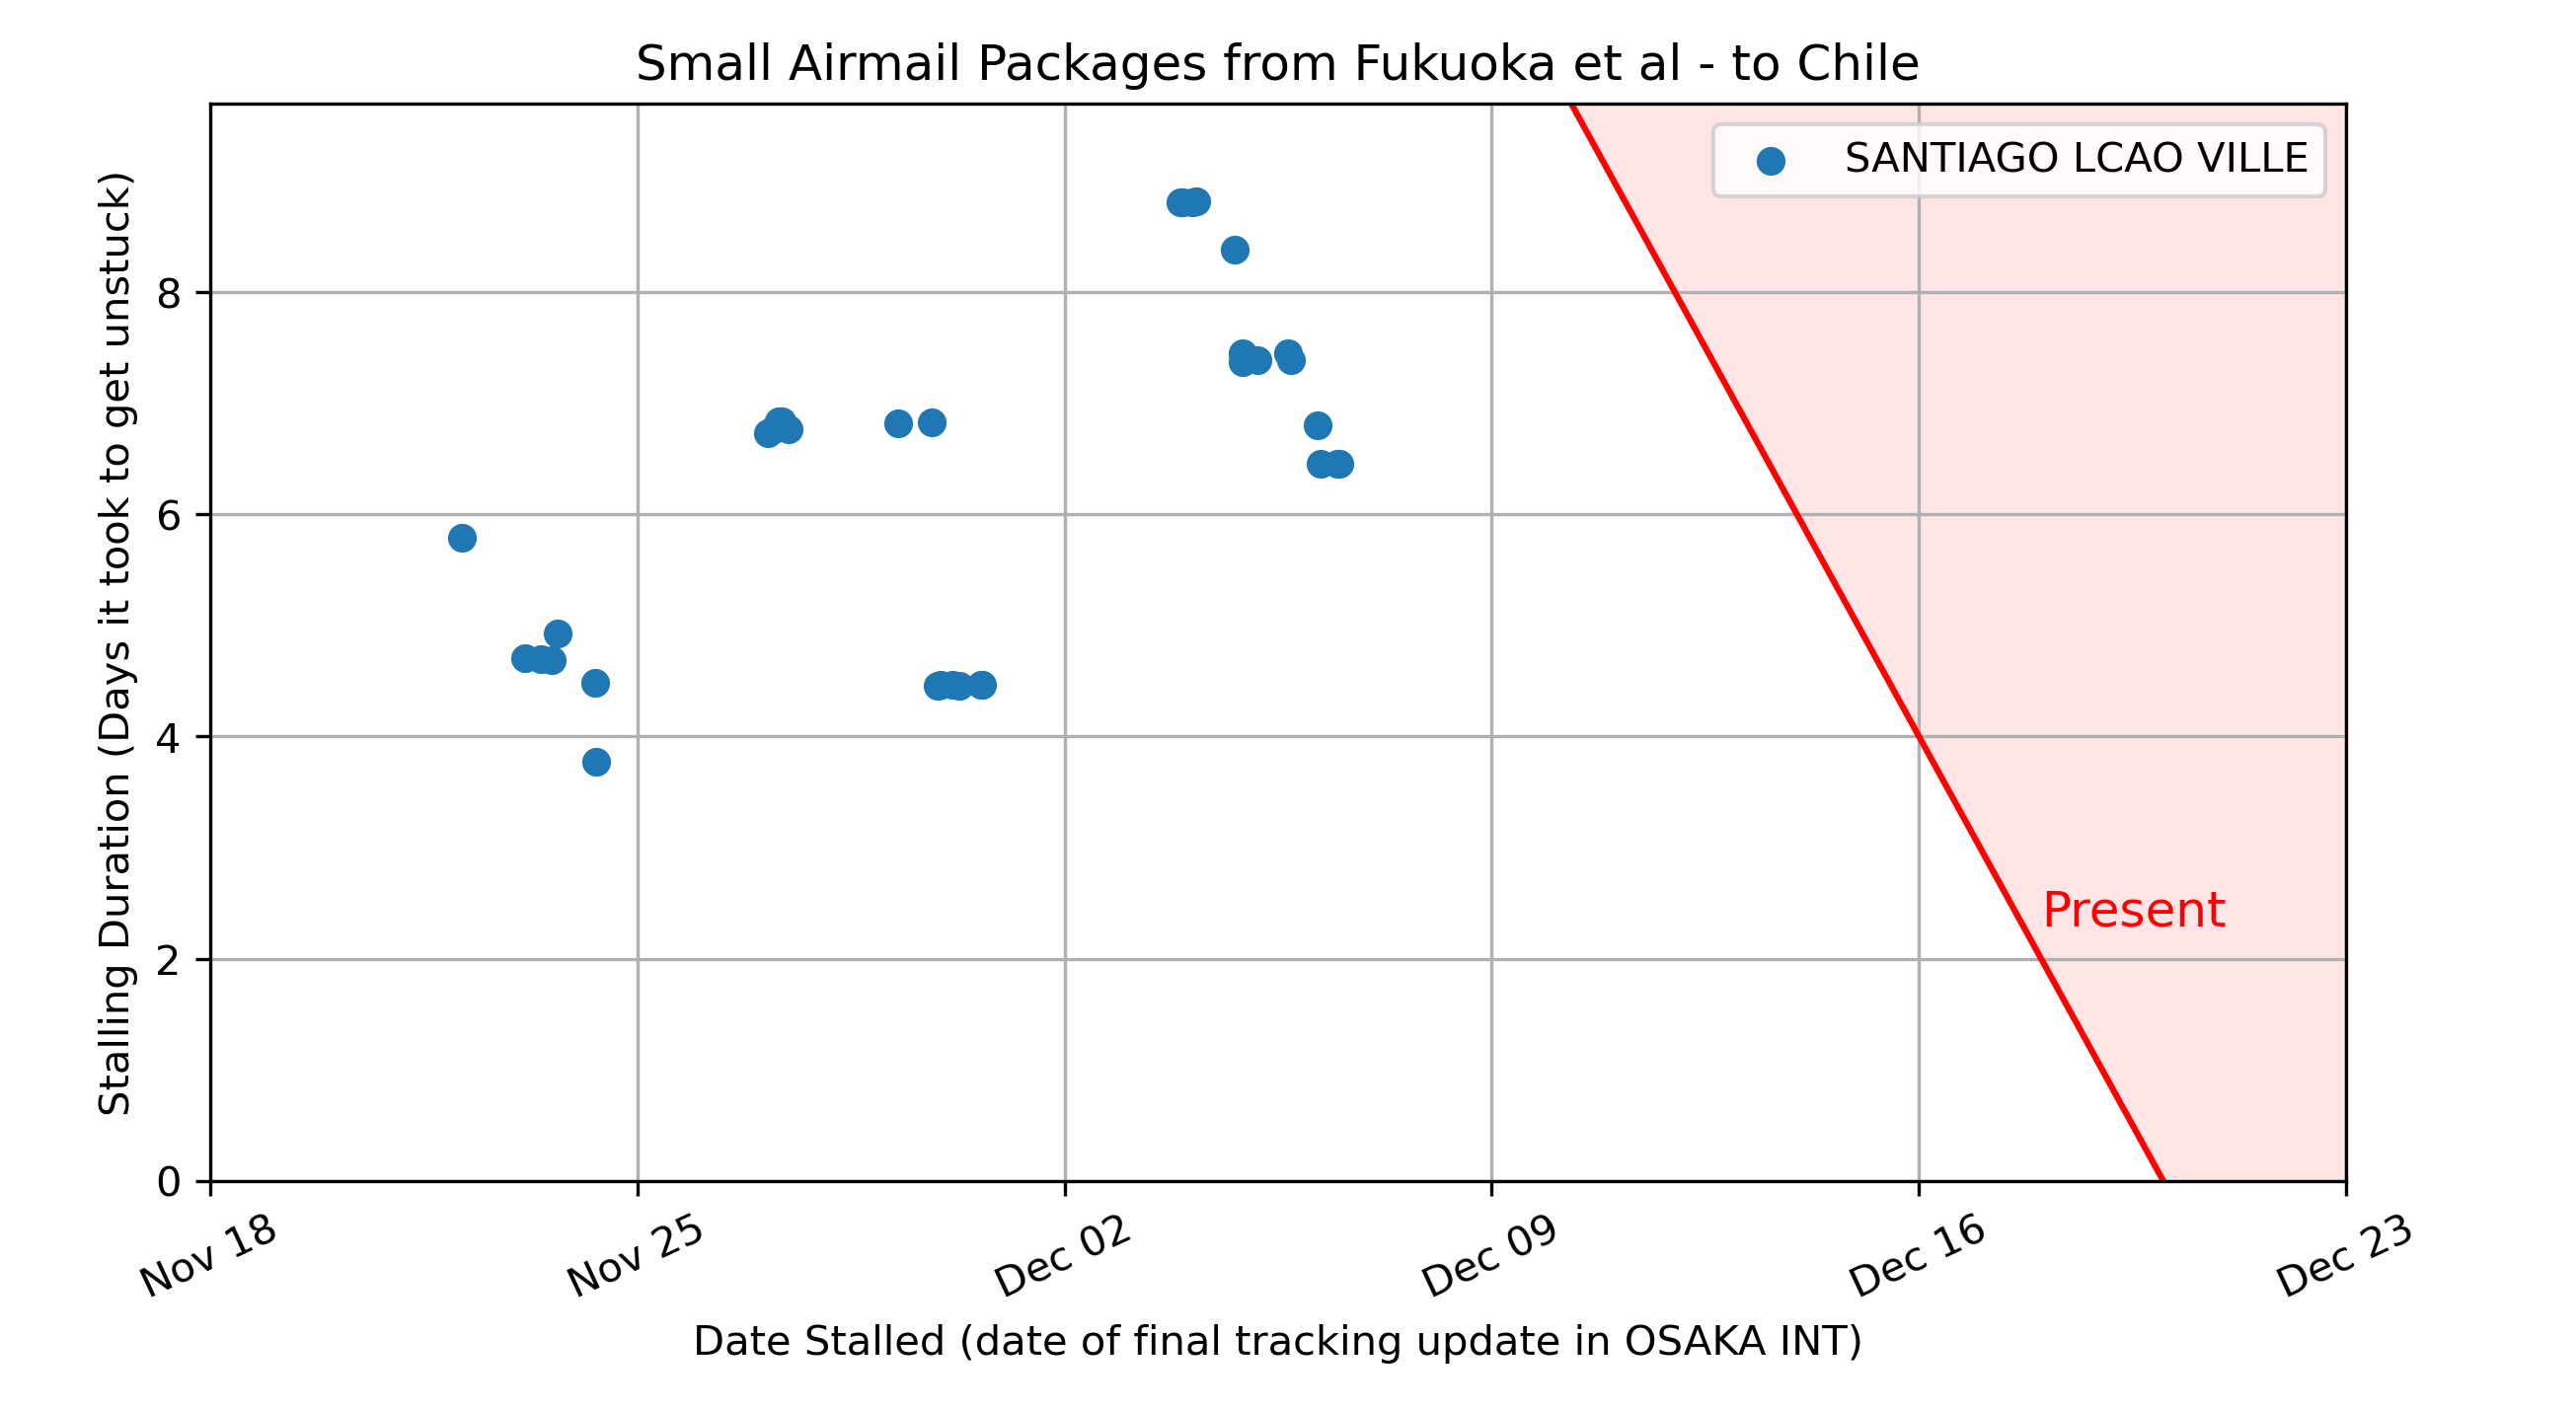 Small Airmail Packages from Fukuoka et al - to Chile
SANTIAGO LCAO VILLE
Stalling Duration (Days it took to get unstuck)
8
6
4
2
0
Present
Nov 18
Nov 25
Dec 02
Dec 09
Dec 16
Dec 23
Date Stalled (date of final tracking update in OSAKA INT)